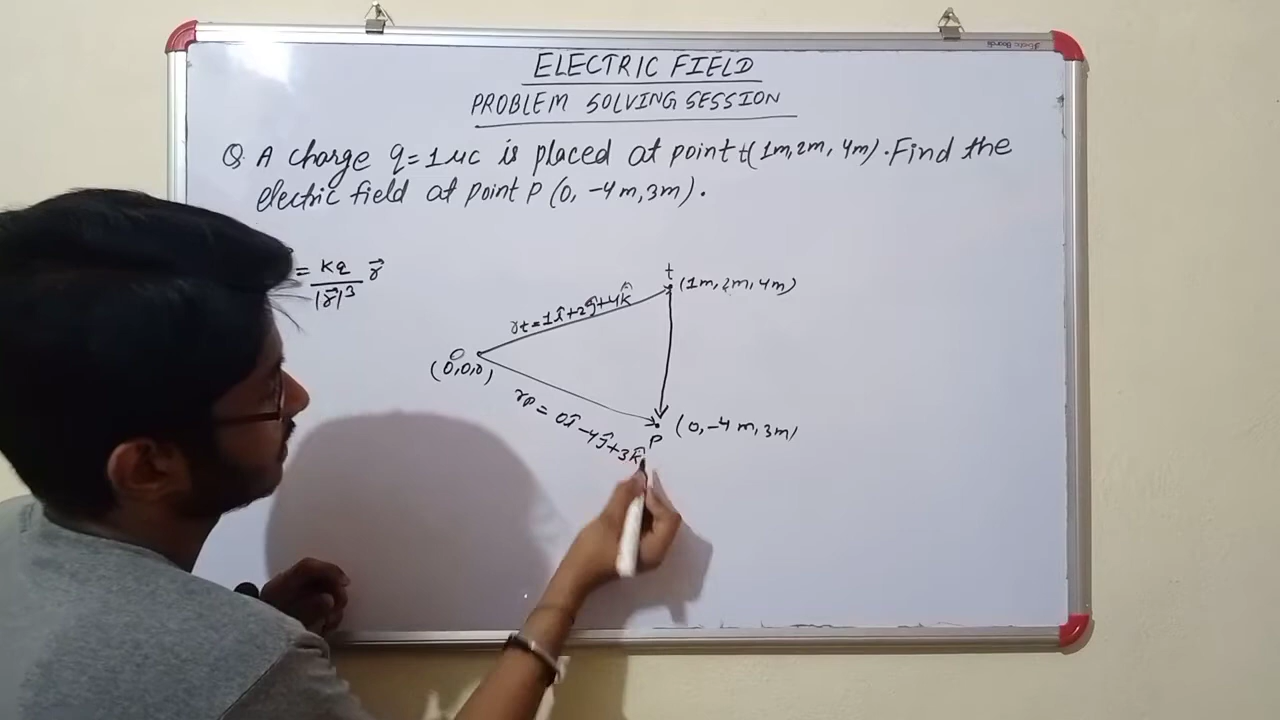 ELECTRIC FIELD
PROBLEM SOLVING SESSION
Q. A charge q=1μc is placed at point t(1m,2m, 4m). Find the
electric field at point P (0, -4m,3m).
= kq/|r⃗|³ r⃗
t
(1m, 2m, 4m)
rt = 1î+2ĵ+4k̂
O
(0,0,0)
rp = 0î-4ĵ+3k̂
P
(0,-4m,3m)